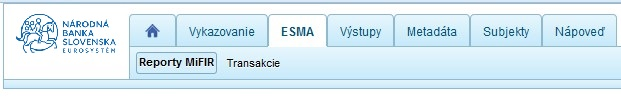 NÁRODNÁ
BANKA
SLOVENSKA
EUROSYSTÉM
Vykazovanie ESMA Výstupy Metadáta Subjekty Nápoveď
Reporty MiFIR Transakcie